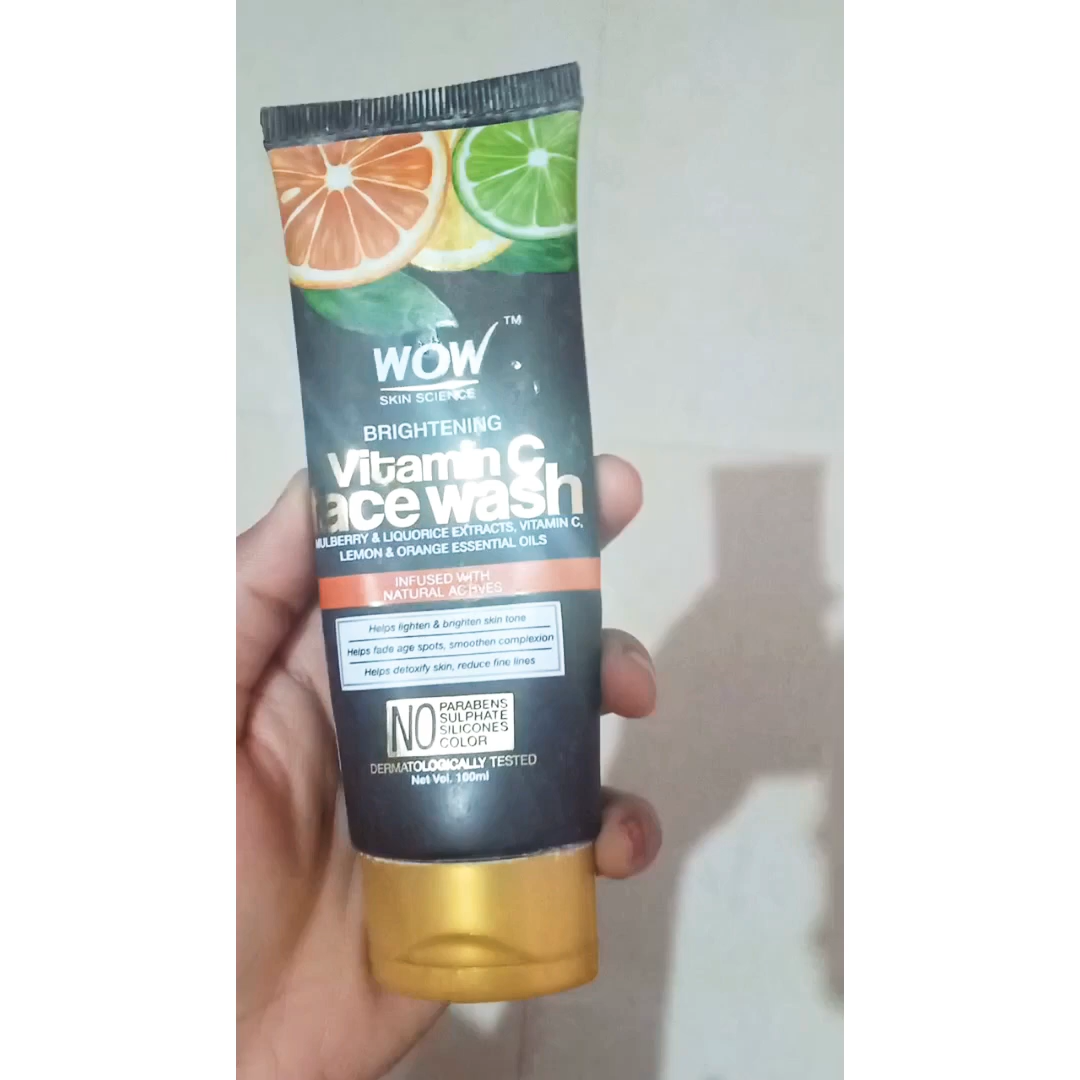 WOW™
SKIN SCIENCE
BRIGHTENING
Vitamin C
face wash
MULBERRY & LIQUORICE EXTRACTS, VITAMIN C,
LEMON & ORANGE ESSENTIAL OILS
INFUSED WITH
NATURAL ACTIVES
Helps lighten & brighten skin tone
Helps fade age spots, smoothen complexion
Helps detoxify skin, reduce fine lines
NO PARABENS
SULPHATE
SILICONES
COLOR
DERMATOLOGICALLY TESTED
Net Vol. 100ml